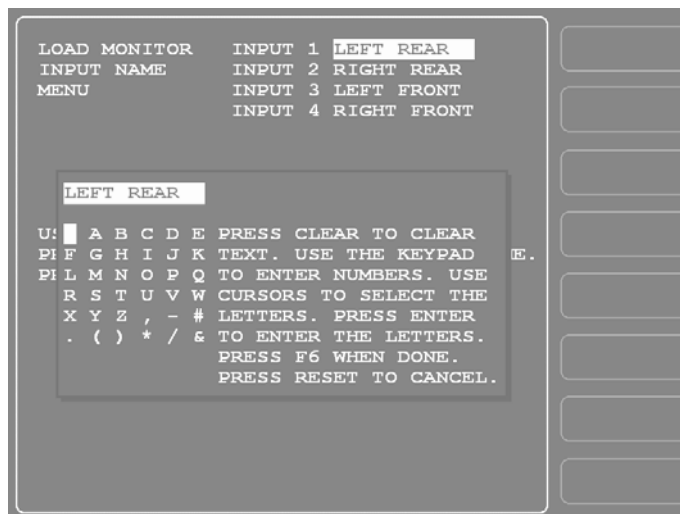 LOAD MONITOR INPUT 1 LEFT REAR
INPUT NAME INPUT 2 RIGHT REAR
MENU INPUT 3 LEFT FRONT
INPUT 4 RIGHT FRONT
LEFT REAR
A B C D E PRESS CLEAR TO CLEAR
F G H I J K TEXT. USE THE KEYPAD
L M N O P Q TO ENTER NUMBERS. USE
R S T U V W CURSORS TO SELECT THE
X Y Z , - # LETTERS. PRESS ENTER
. ( ) * / & TO ENTER THE LETTERS.
PRESS F6 WHEN DONE.
PRESS RESET TO CANCEL.